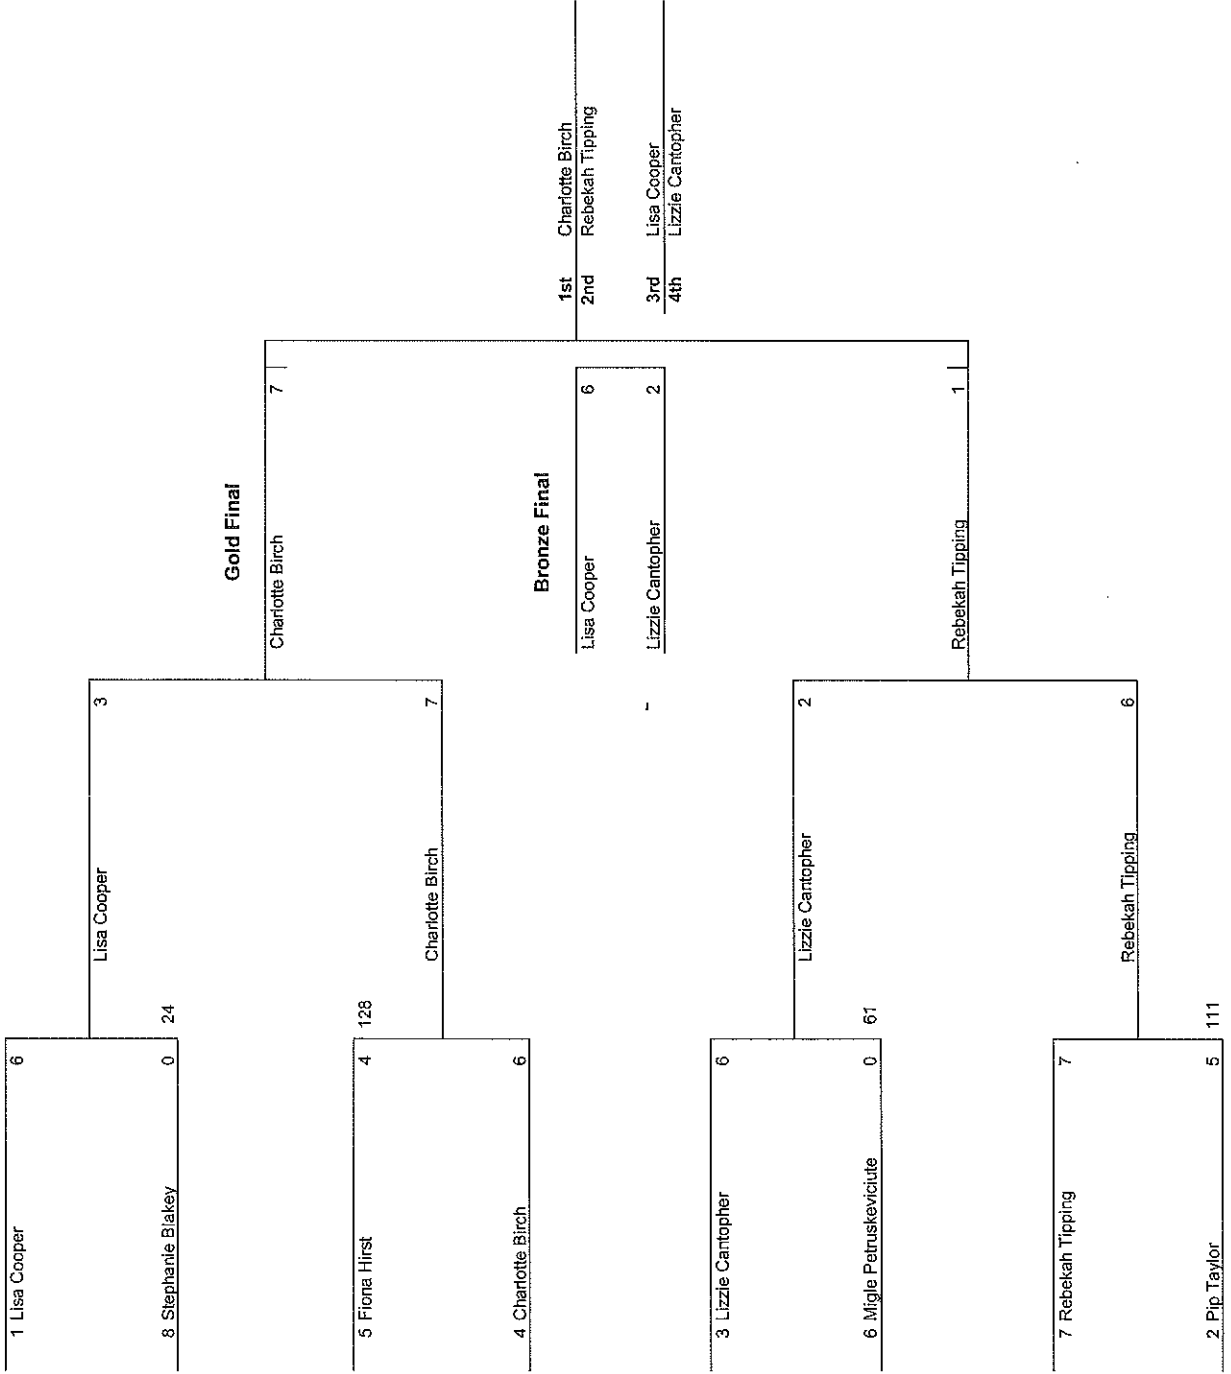 1 Lisa Cooper 6
8 Stephanie Blakey 0 24
5 Fiona Hirst 4 128
4 Charlotte Birch 6
3 Lizzie Cantopher 6
6 Migle Petruskeviciute 0 61
7 Rebekah Tipping 7
2 Pip Taylor 5 111
Lisa Cooper 3
Charlotte Birch 7
Lizzie Cantopher 2
Rebekah Tipping 6
Gold Final
Charlotte Birch 7
Rebekah Tipping 1
Bronze Final
Lisa Cooper 6
Lizzie Cantopher 2
1st Charlotte Birch
2nd Rebekah Tipping
3rd Lisa Cooper
4th Lizzie Cantopher